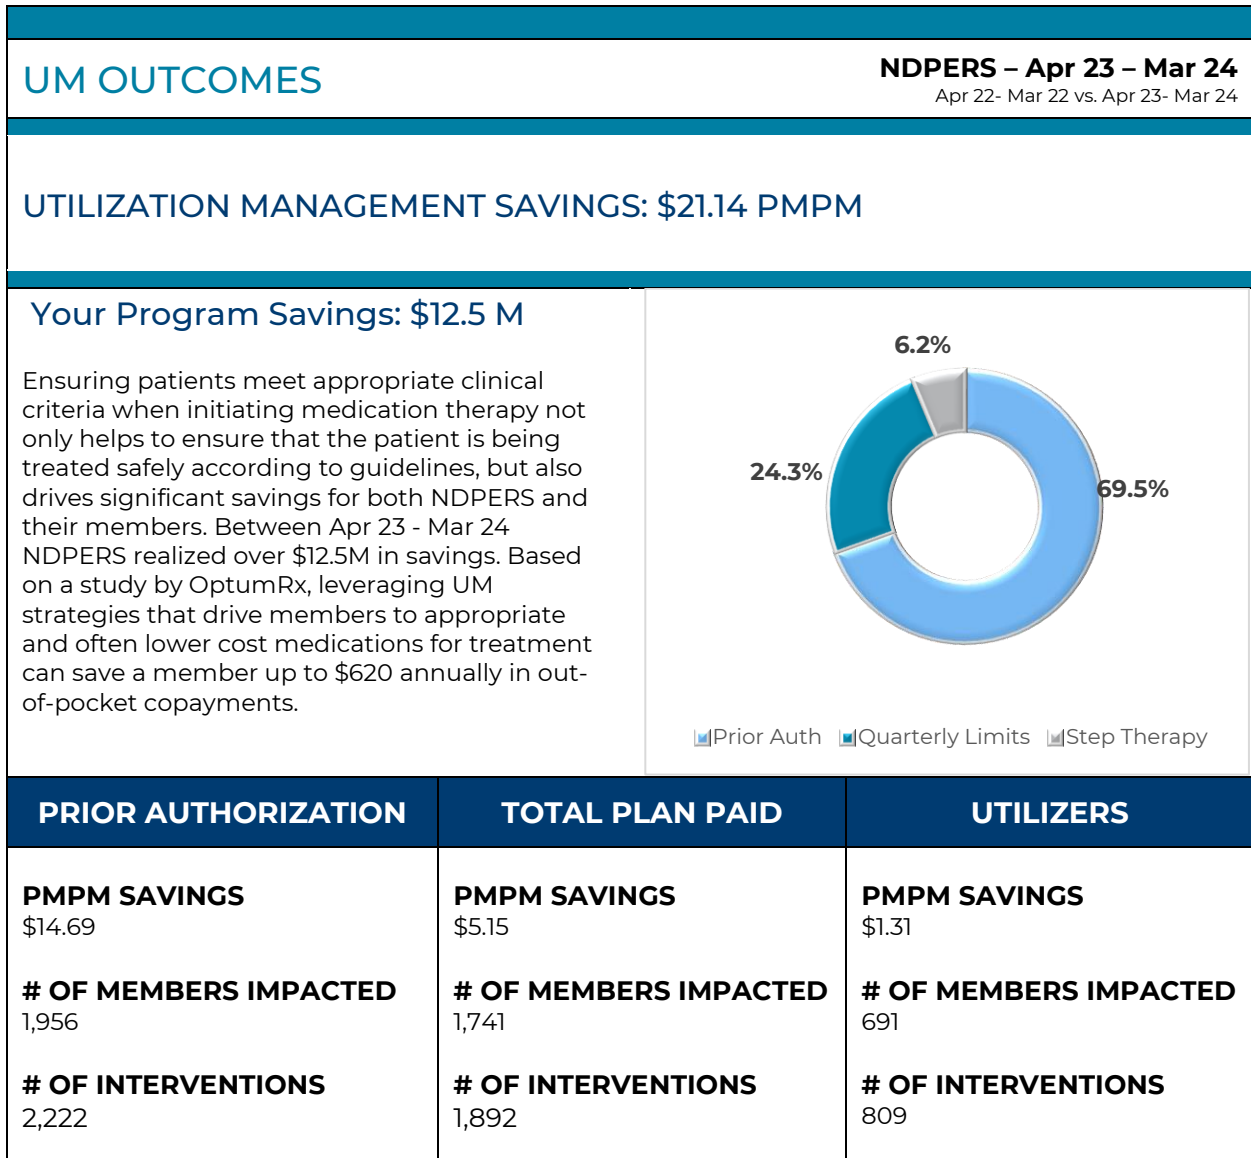 UM OUTCOMES
NDPERS – Apr 23 – Mar 24
Apr 22- Mar 22 vs. Apr 23- Mar 24
UTILIZATION MANAGEMENT SAVINGS: $21.14 PMPM
Your Program Savings: $12.5 M
Ensuring patients meet appropriate clinical
criteria when initiating medication therapy not
only helps to ensure that the patient is being
treated safely according to guidelines, but also
drives significant savings for both NDPERS and
their members. Between Apr 23 - Mar 24
NDPERS realized over $12.5M in savings. Based
on a study by OptumRx, leveraging UM
strategies that drive members to appropriate
and often lower cost medications for treatment
can save a member up to $620 annually in out-
of-pocket copayments.
6.2%
24.3%
69.5%
Prior Auth Quarterly Limits Step Therapy
PRIOR AUTHORIZATION
PMPM SAVINGS
$14.69
# OF MEMBERS IMPACTED
1,956
# OF INTERVENTIONS
2,222
TOTAL PLAN PAID
PMPM SAVINGS
$5.15
# OF MEMBERS IMPACTED
1,741
# OF INTERVENTIONS
1,892
UTILIZERS
PMPM SAVINGS
$1.31
# OF MEMBERS IMPACTED
691
# OF INTERVENTIONS
809